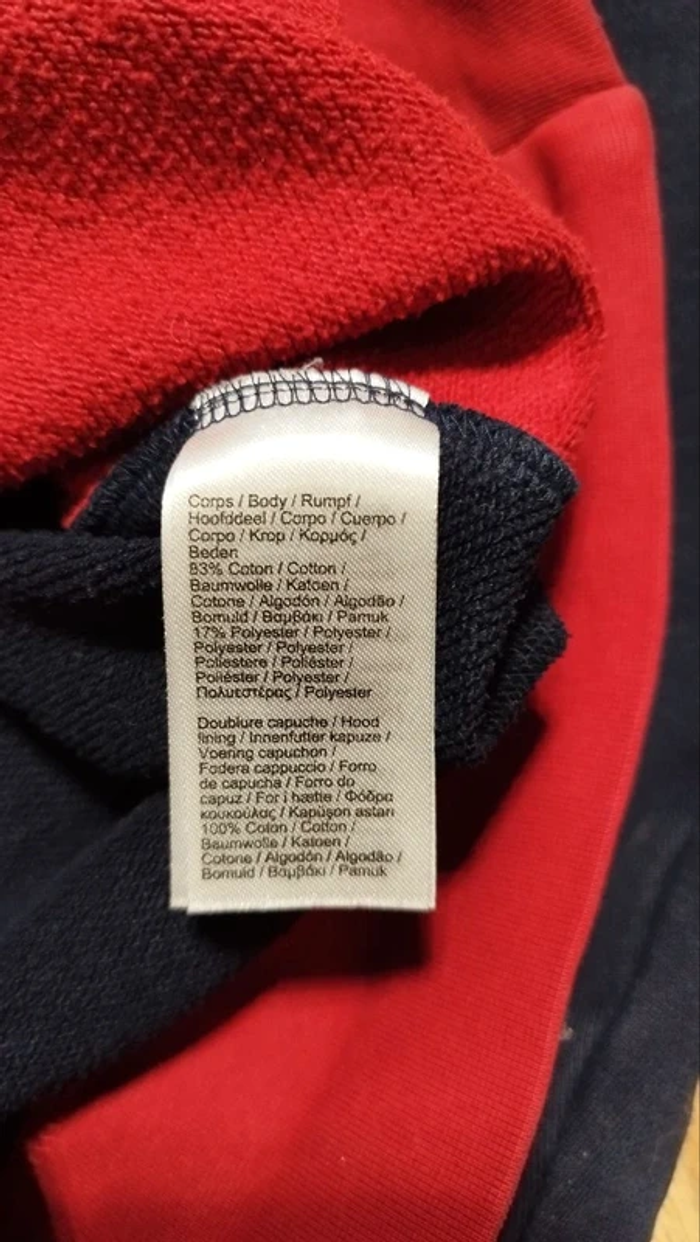 Corps / Body / Rumpf /
Hoofddeel / Corpo / Cuerpo /
Corpo / Krop / Κορμός /
Beden
83% Coton / Cotton /
Baumwolle / Katoen /
Cotone / Algodón / Algodão /
Bomuld / Βαμβάκι / Pamuk
17% Polyester / Polyester /
Polyester / Polyester /
Poliestere / Poliéster /
Poliéster / Polyester /
Πολυεστέρας / Polyester
Doublure capuche / Hood
lining / Innenfutter kapuze /
Voering capuchon /
Fodera cappuccio / Forro
de capucha / Forro do
capuz / For i hætte / Φόδρα
κουκούλας / Kapüşon astarı
100% Coton / Cotton /
Baumwolle / Katoen /
Cotone / Algodón / Algodão /
Bomuld / Βαμβάκι / Pamuk